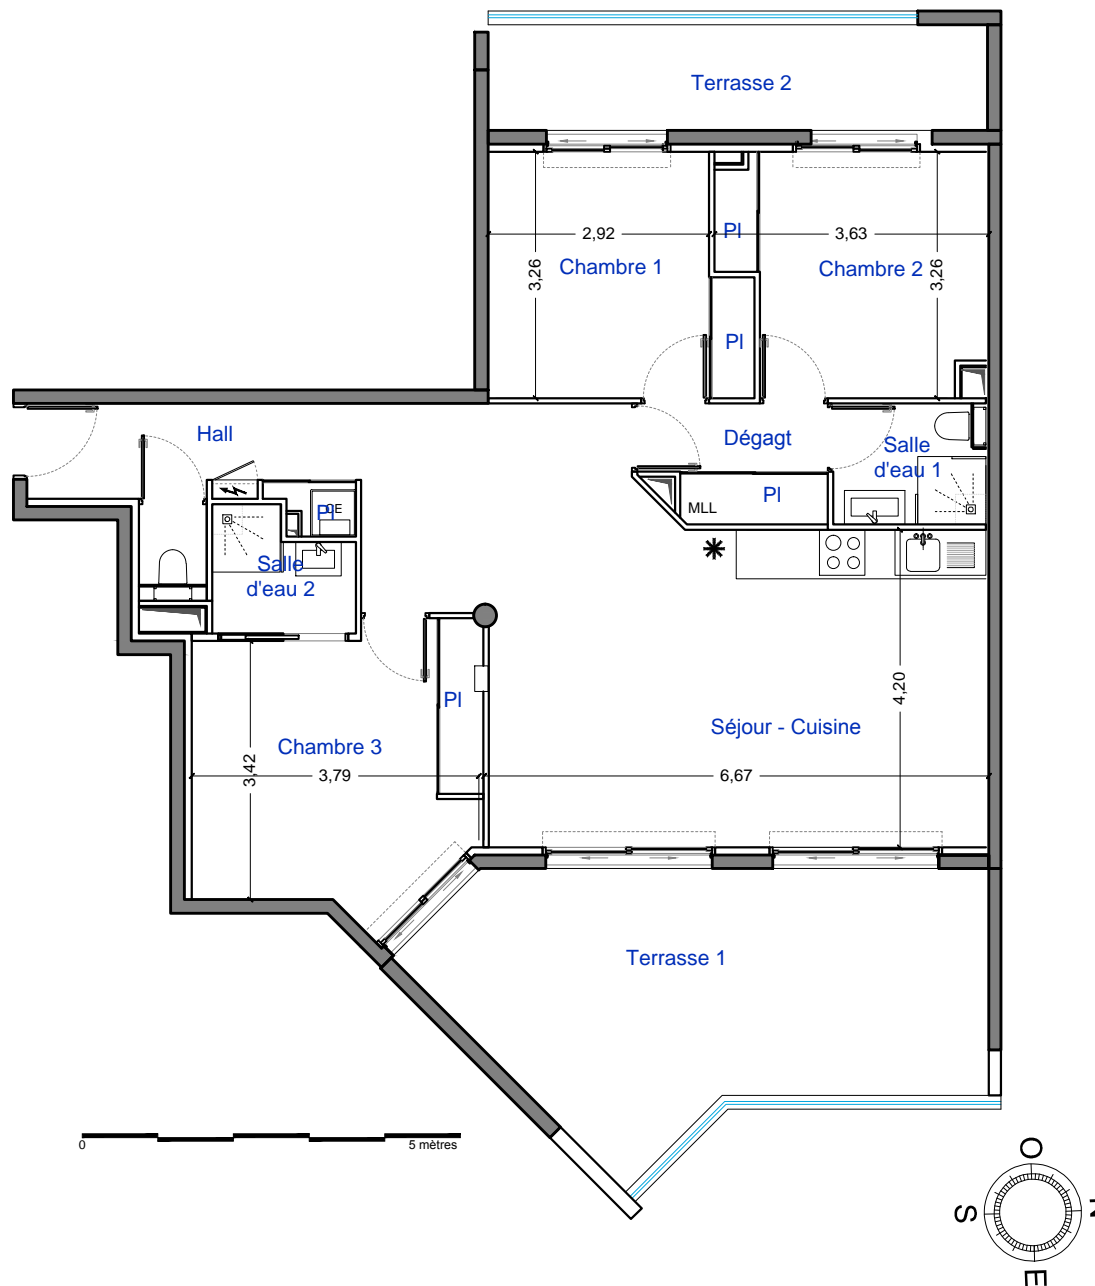 Terrasse 2
2,92
Pl
3,63
Chambre 1
Chambre 2
3,26
3,26
Pl
Hall
Dégagt
Salle
d'eau 1
Pl
CE
Pl
MLL
Salle
d'eau 2
Pl
4,20
Séjour - Cuisine
Chambre 3
3,42
3,79
6,67
Terrasse 1
0
5 mètres
O
S
N
E